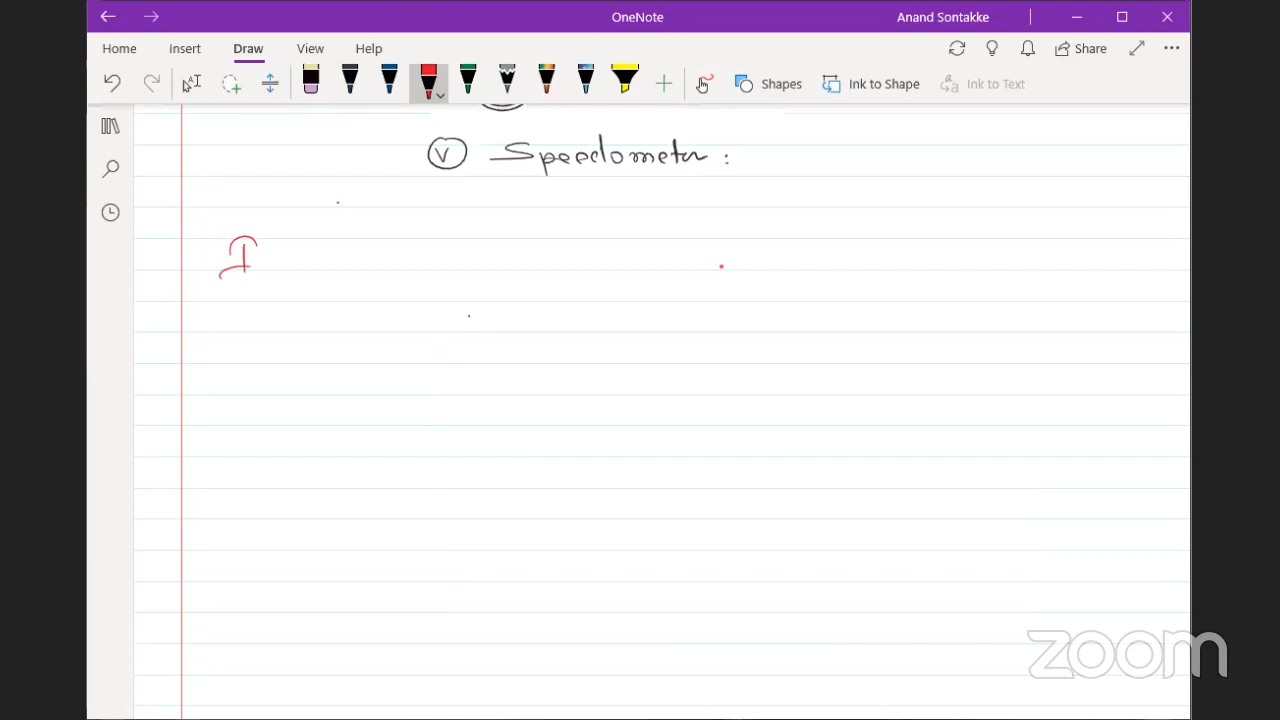 OneNote
Anand Sontakke
Home Insert Draw View Help
Share
Shapes Ink to Shape Ink to Text
(v) Speedometer :
I
zoom